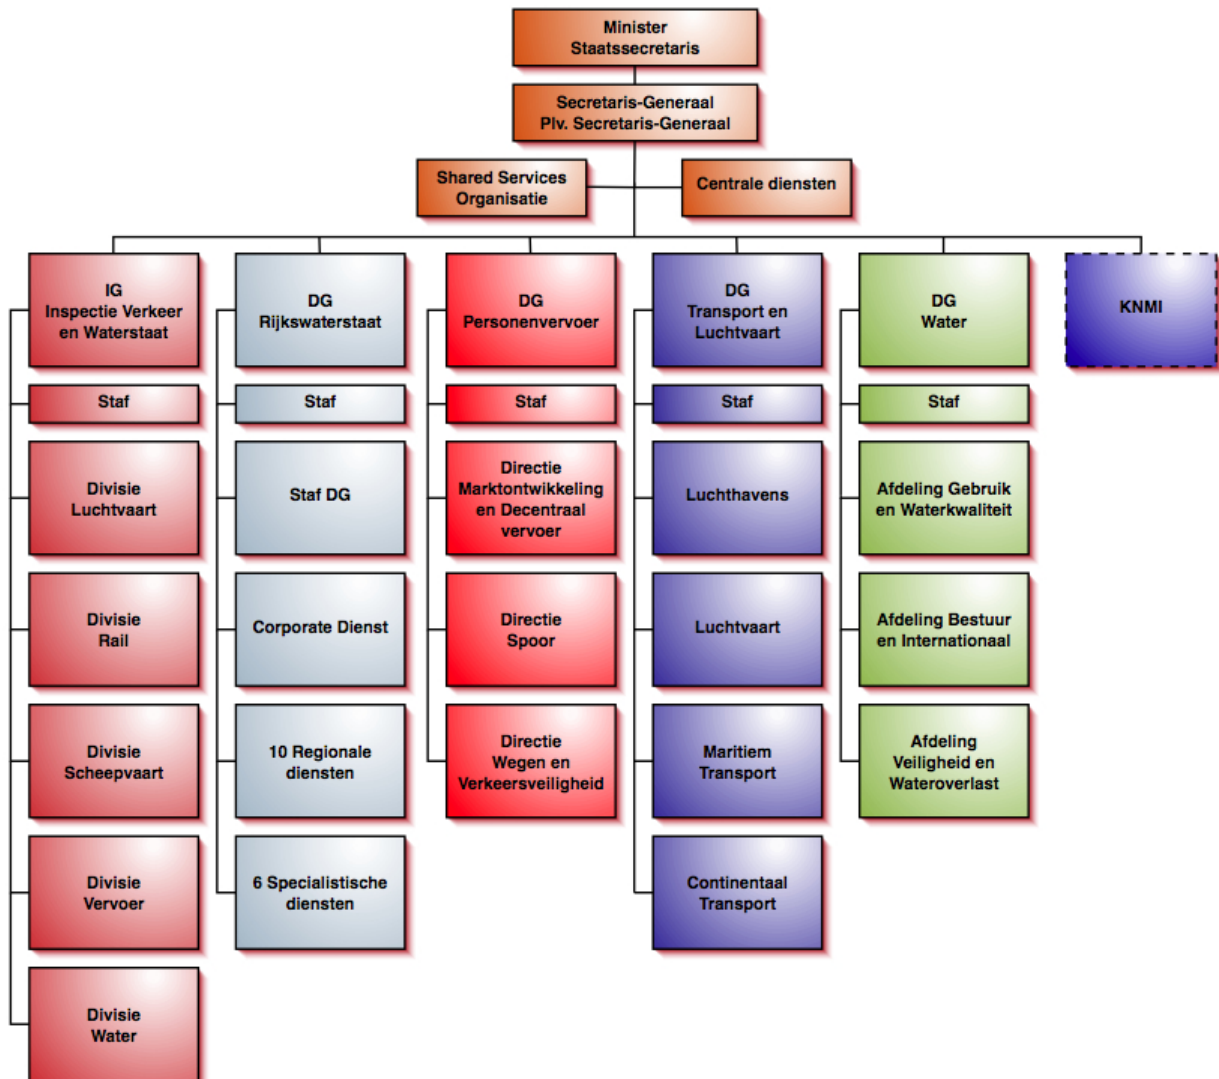 Minister
Staatssecretaris
Secretaris-Generaal
Plv. Secretaris-Generaal
Shared Services
Organisatie
Centrale diensten
IG
Inspectie Verkeer
en Waterstaat
Staf
Divisie
Luchtvaart
Divisie
Rail
Divisie
Scheepvaart
Divisie
Vervoer
Divisie
Water
DG
Rijkswaterstaat
Staf
Staf DG
Corporate Dienst
10 Regionale
diensten
6 Specialistische
diensten
DG
Personenvervoer
Staf
Directie
Marktontwikkeling
en Decentraal
vervoer
Directie
Spoor
Directie
Wegen en
Verkeersveiligheid
DG
Transport en
Luchtvaart
Staf
Luchthavens
Luchtvaart
Maritiem
Transport
Continentaal
Transport
DG
Water
Staf
Afdeling Gebruik
en Waterkwaliteit
Afdeling Bestuur
en Internationaal
Afdeling
Veiligheid en
Wateroverlast
KNMI